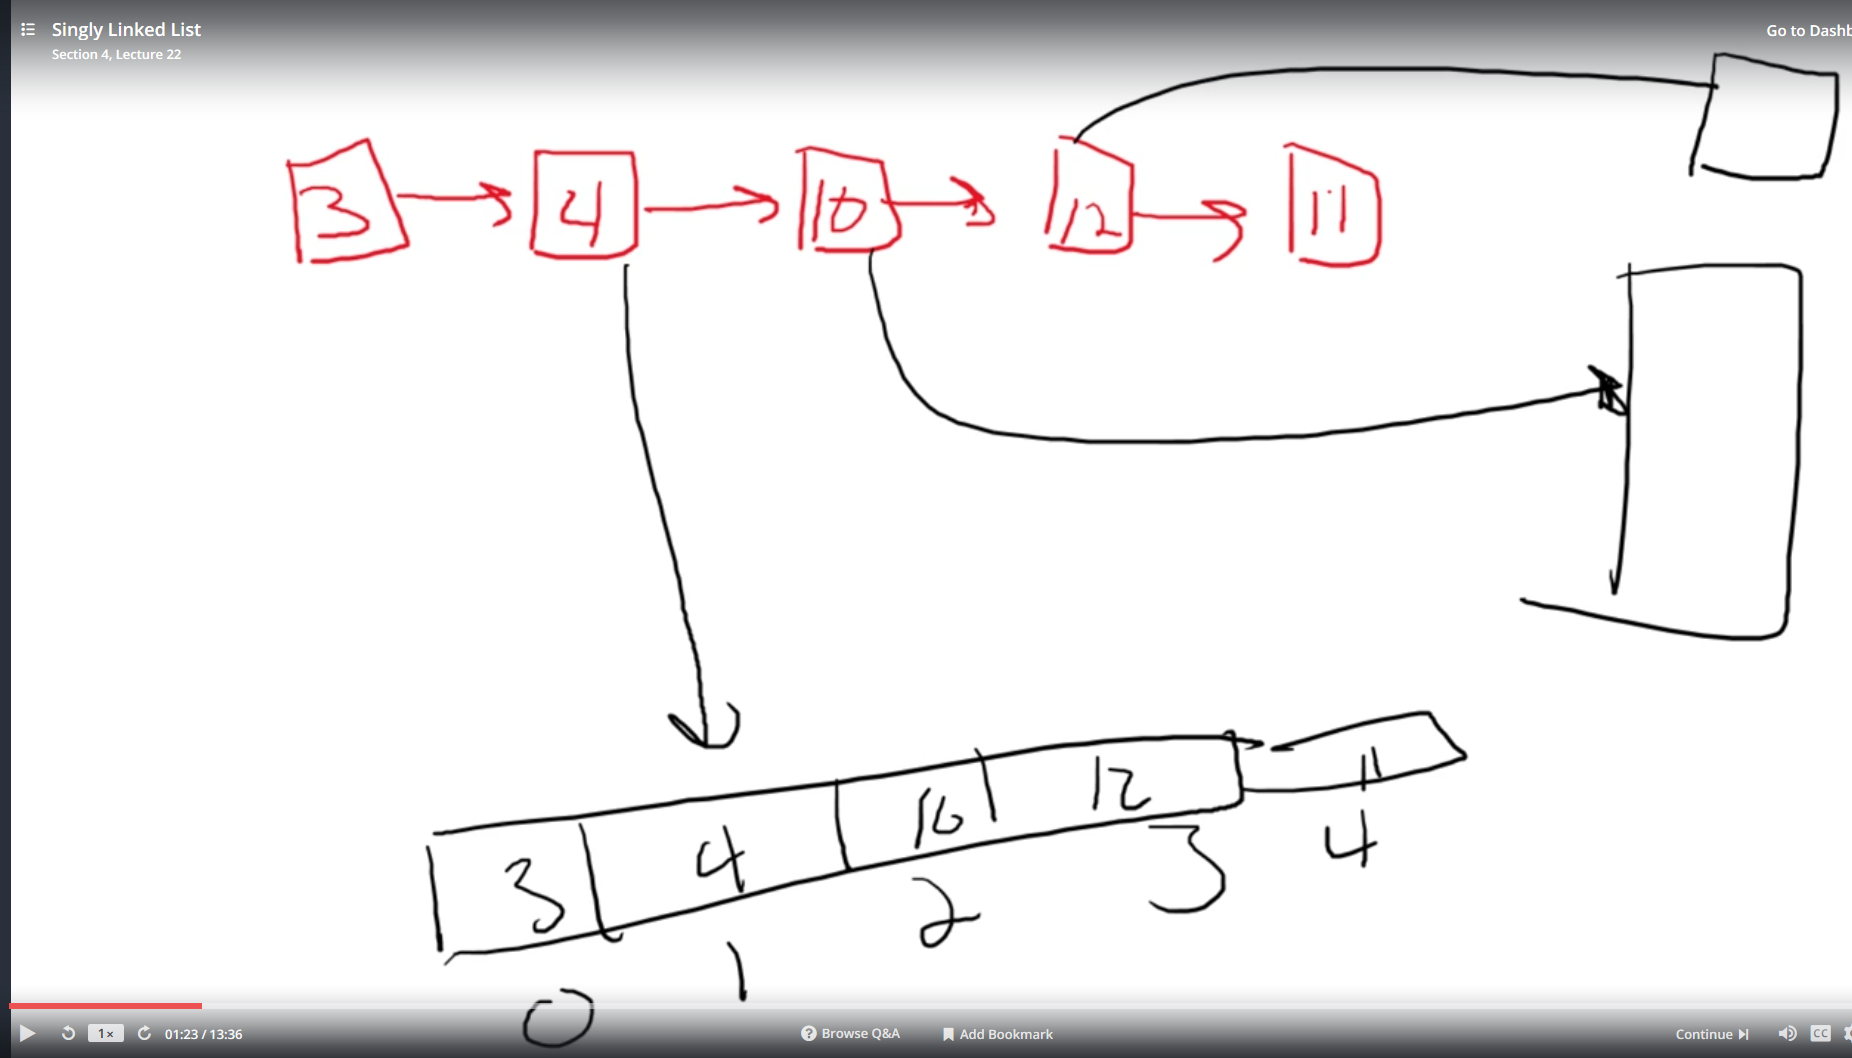 Singly Linked List
Go to Dashb
Section 4, Lecture 22
3 4 10 12 11
3 4 10 12 11
0 1 2 3 4
1x 01:23 / 13:36 ? Browse Q&A Add Bookmark Continue CC